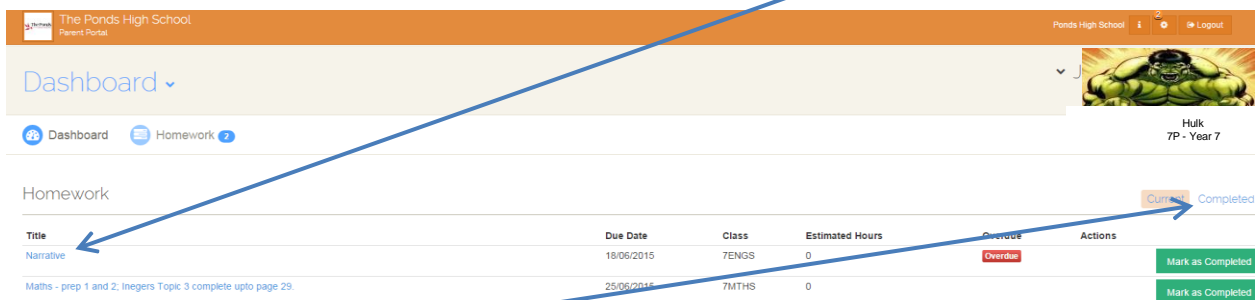 The Ponds High School
Parent Portal
Ponds High School i 2 Logout
Dashboard
Hulk
7P - Year 7
Dashboard Homework 2
Homework
Current Completed
Title Due Date Class Estimated Hours Overdue Actions
Narrative 18/06/2015 7ENGS 0 Overdue Mark as Completed
Maths - prep 1 and 2; Inegers Topic 3 complete upto page 29. 25/06/2015 7MTHS 0 Mark as Completed